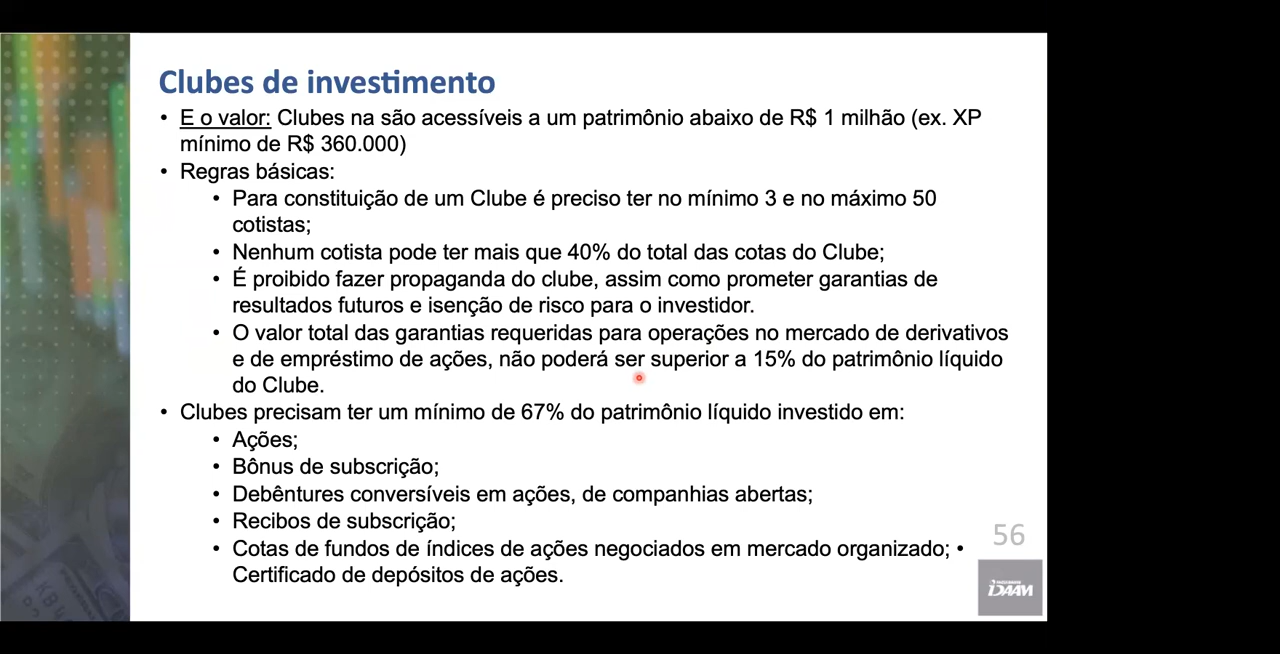 Clubes de investimento
• E o valor: Clubes na são acessíveis a um patrimônio abaixo de R$ 1 milhão (ex. XP
mínimo de R$ 360.000)
• Regras básicas:
• Para constituição de um Clube é preciso ter no mínimo 3 e no máximo 50
cotistas;
• Nenhum cotista pode ter mais que 40% do total das cotas do Clube;
• É proibido fazer propaganda do clube, assim como prometer garantias de
resultados futuros e isenção de risco para o investidor.
• O valor total das garantias requeridas para operações no mercado de derivativos
e de empréstimo de ações, não poderá ser superior a 15% do patrimônio líquido
do Clube.
• Clubes precisam ter um mínimo de 67% do patrimônio líquido investido em:
• Ações;
• Bônus de subscrição;
• Debêntures conversíveis em ações, de companhias abertas;
• Recibos de subscrição;
• Cotas de fundos de índices de ações negociados em mercado organizado; •
Certificado de depósitos de ações.
56